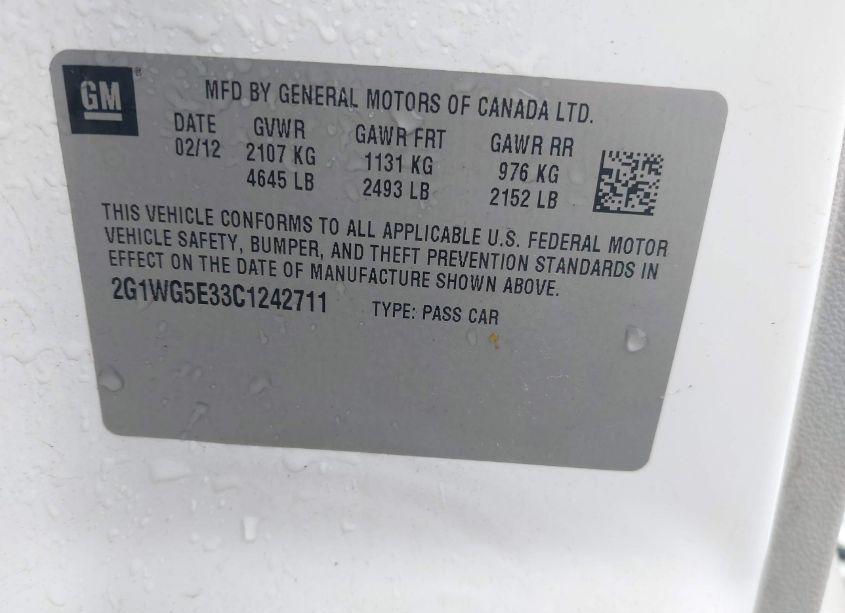 GM ®
MFD BY GENERAL MOTORS OF CANADA LTD.
DATE GVWR GAWR FRT GAWR RR
02/12 2107 KG 1131 KG 976 KG
4645 LB 2493 LB 2152 LB
THIS VEHICLE CONFORMS TO ALL APPLICABLE U.S. FEDERAL MOTOR
VEHICLE SAFETY, BUMPER, AND THEFT PREVENTION STANDARDS IN
EFFECT ON THE DATE OF MANUFACTURE SHOWN ABOVE.
2G1WG5E33C1242711 TYPE: PASS CAR